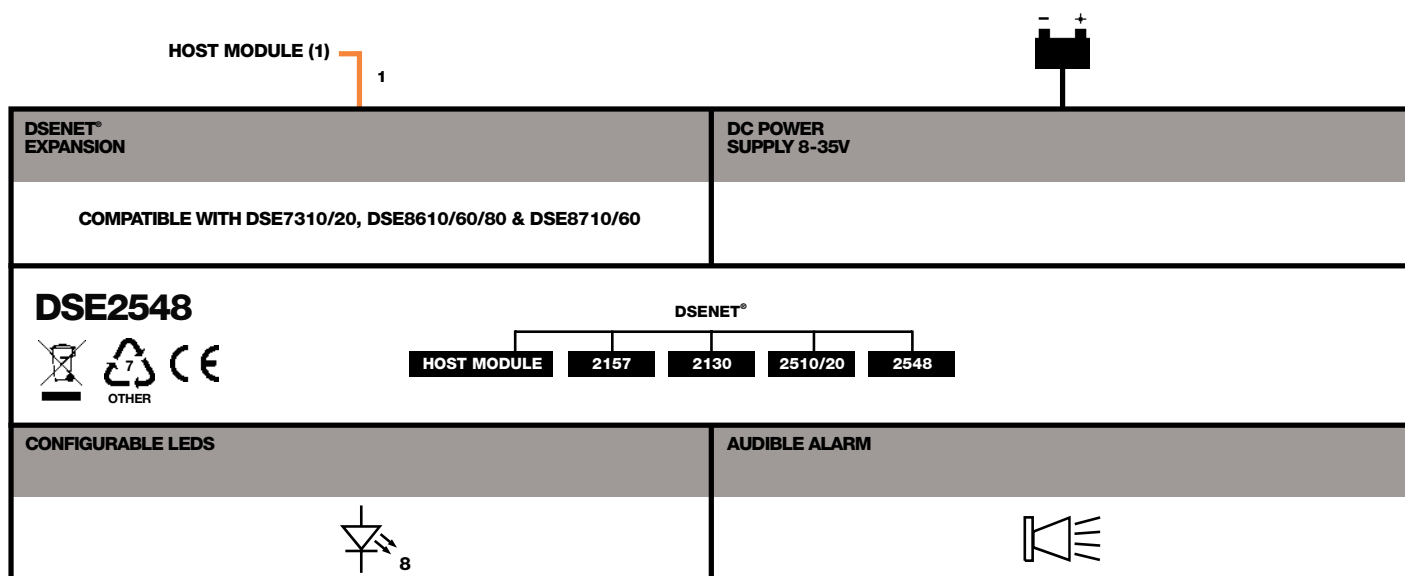 HOST MODULE (1)
1
- +
DSENET®
EXPANSION
DC POWER
SUPPLY 8-35V
COMPATIBLE WITH DSE7310/20, DSE8610/60/80 & DSE8710/60
DSE2548
7
OTHER
CE
DSENET®
HOST MODULE 2157 2130 2510/20 2548
CONFIGURABLE LEDS
AUDIBLE ALARM
8